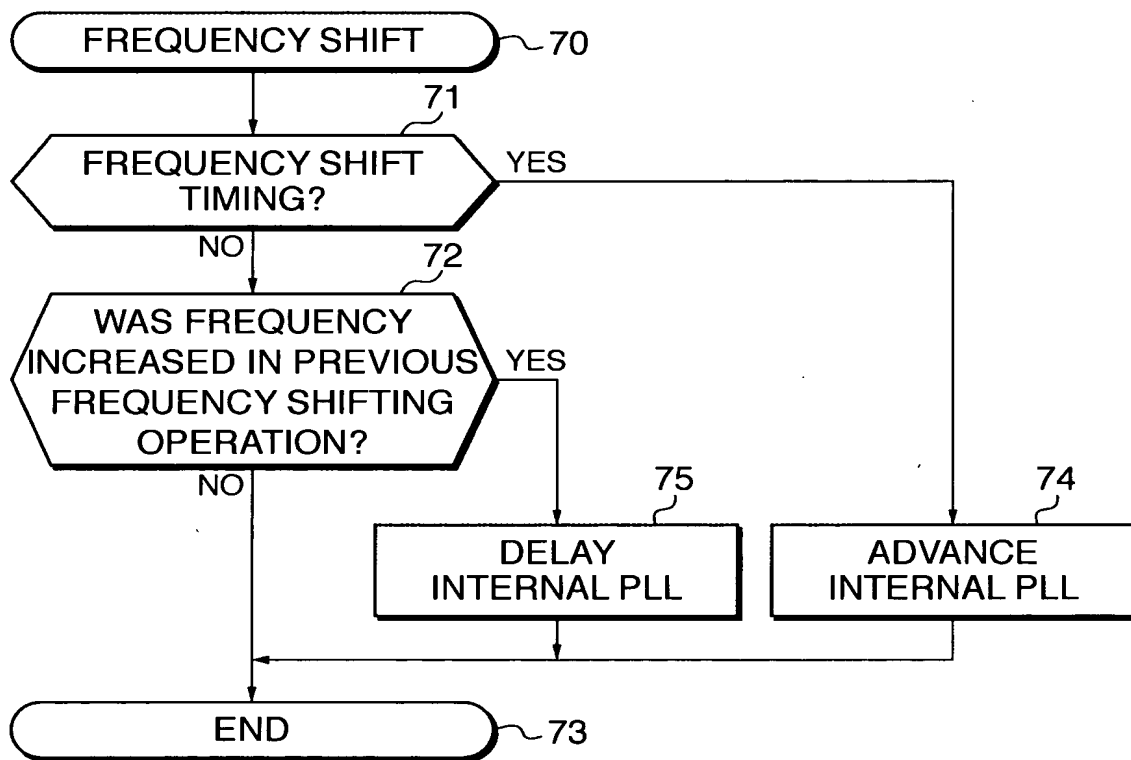 FREQUENCY SHIFT
70
71
FREQUENCY SHIFT
TIMING?
YES
NO
72
WAS FREQUENCY
INCREASED IN PREVIOUS
FREQUENCY SHIFTING
OPERATION?
YES
NO
75
DELAY
INTERNAL PLL
74
ADVANCE
INTERNAL PLL
END
73